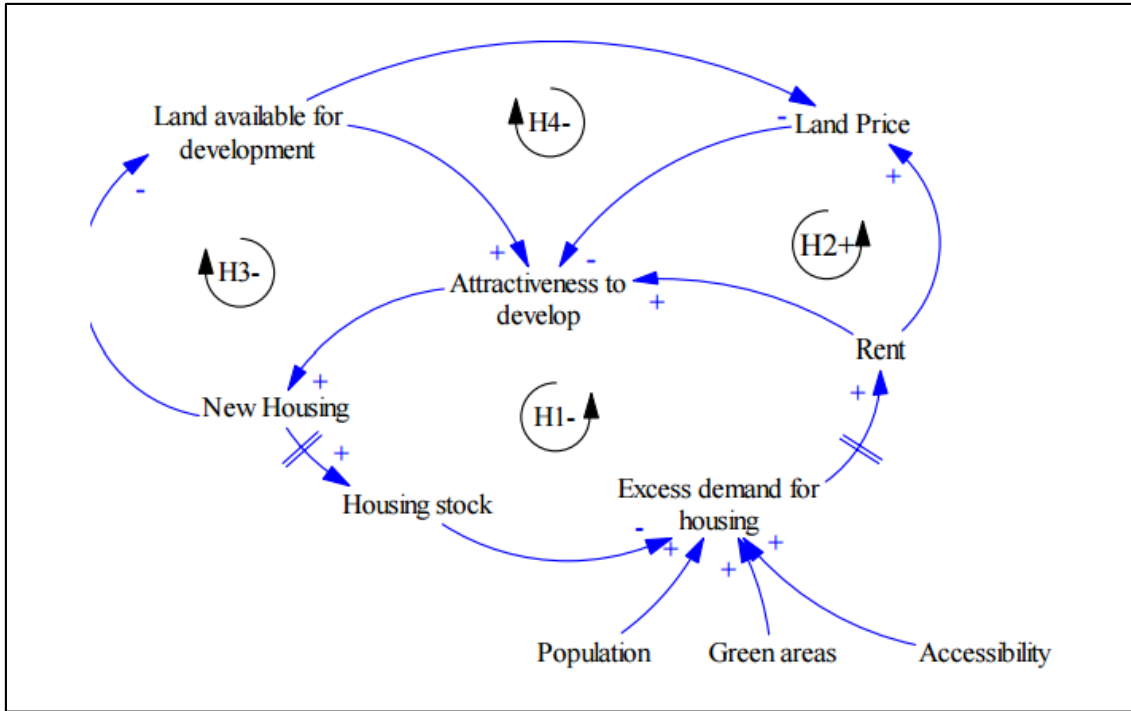 Land available for
development
H4-
Land Price
-
+
-
H3-
H2+
+
-
Attractiveness to
develop
+
Rent
+
+
New Housing
H1-
+
Excess demand for
housing
Housing stock
-
+
+
+
Population
Green areas
Accessibility